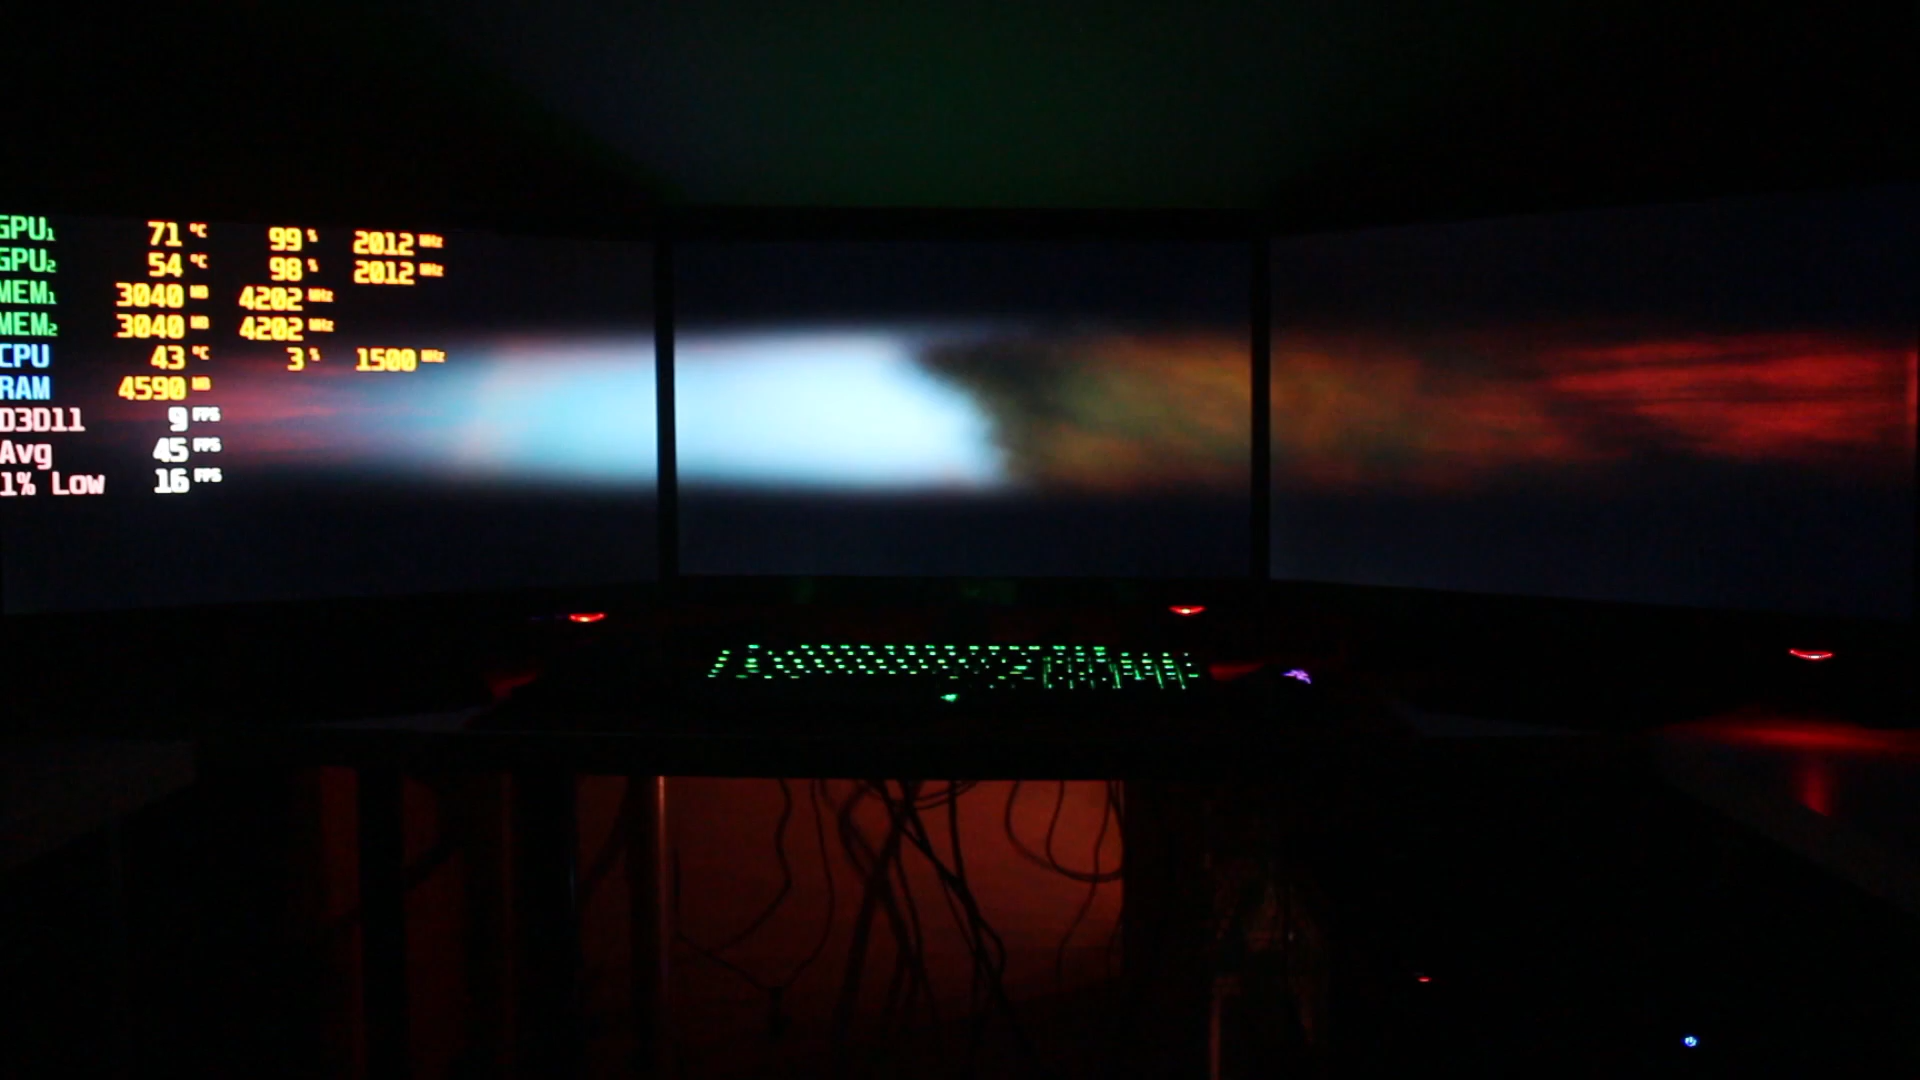 GPU1 71 °C 99 % 2012 MHz
GPU2 54 °C 98 % 2012 MHz
MEM1 3040 MB 4202 MHz
MEM2 3040 MB 4202 MHz
CPU 43 °C 3 % 1500 MHz
RAM 4590 MB
D3D11 9 FPS
Avg 45 FPS
1% Low 16 FPS